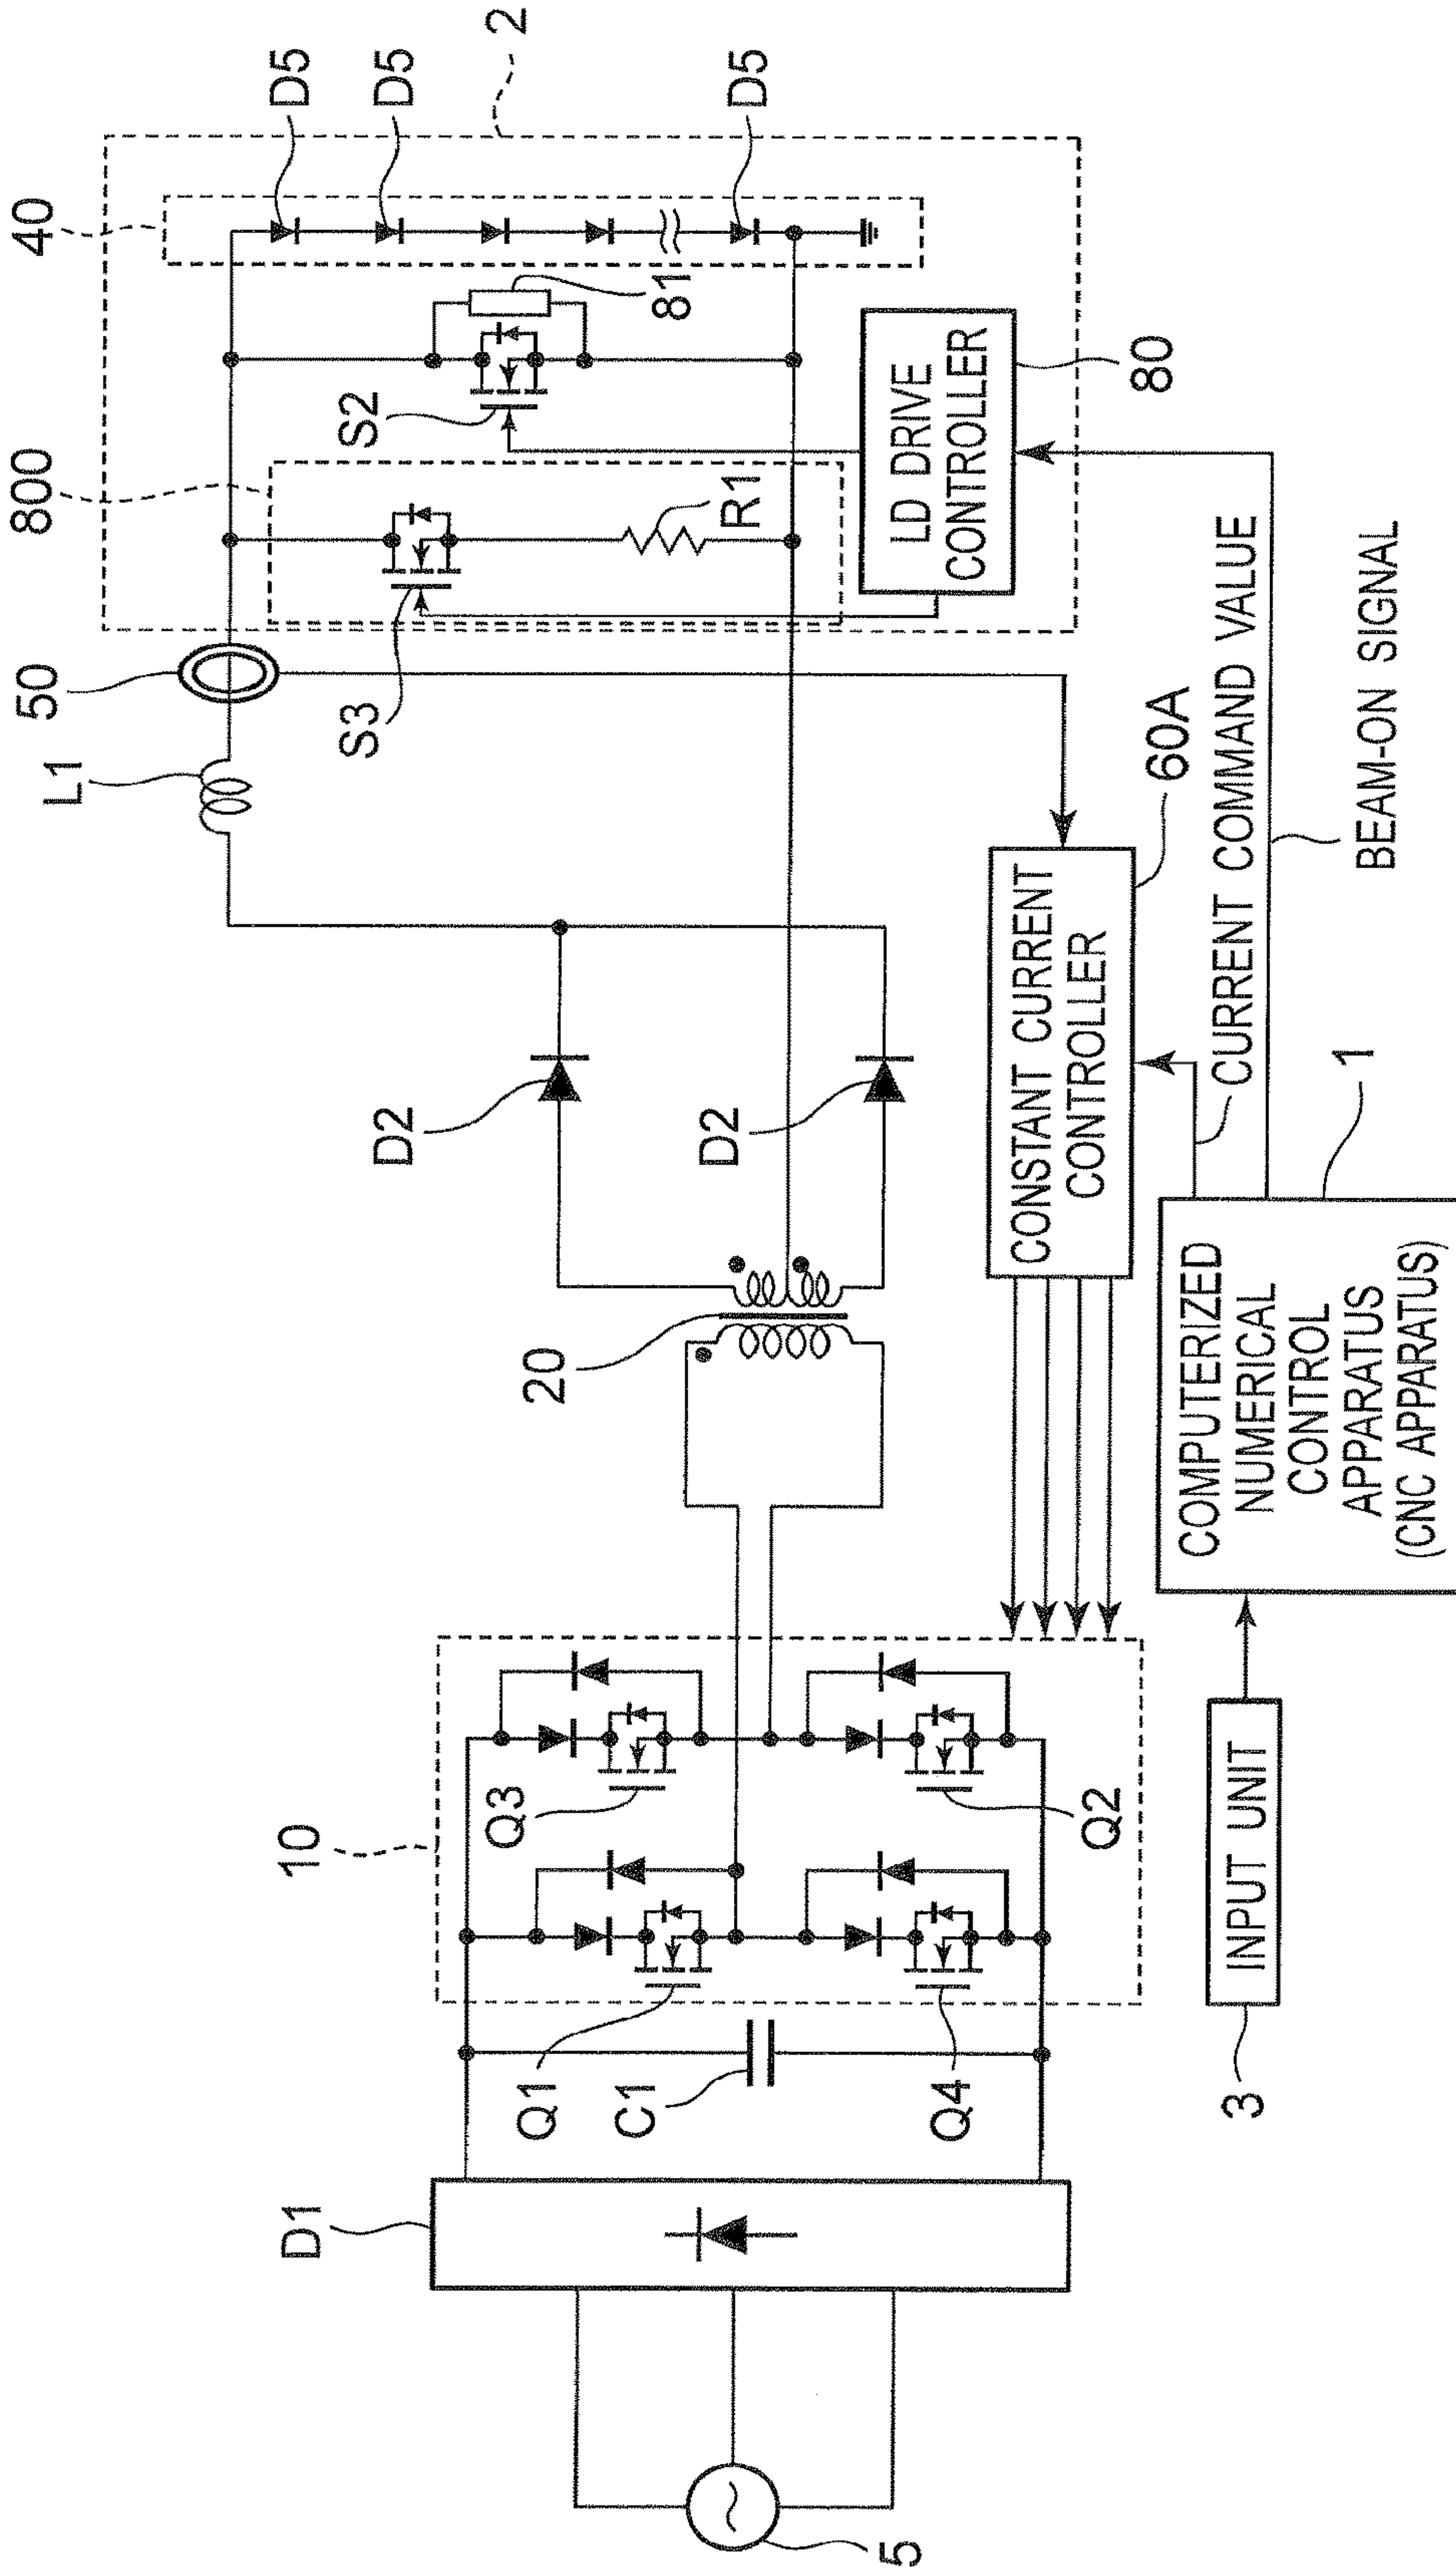 800
40
2
D5
D5
D5
50
L1
S3
S2
81
R1
LD DRIVE
CONTROLLER
80
D2
D2
20
CONSTANT CURRENT
CONTROLLER
60A
CURRENT COMMAND VALUE
BEAM-ON SIGNAL
10
Q3
Q2
Q1
C1
Q4
D1
5
COMPUTERIZED
NUMERICAL
CONTROL
APPARATUS
(CNC APPARATUS)
1
INPUT UNIT
3